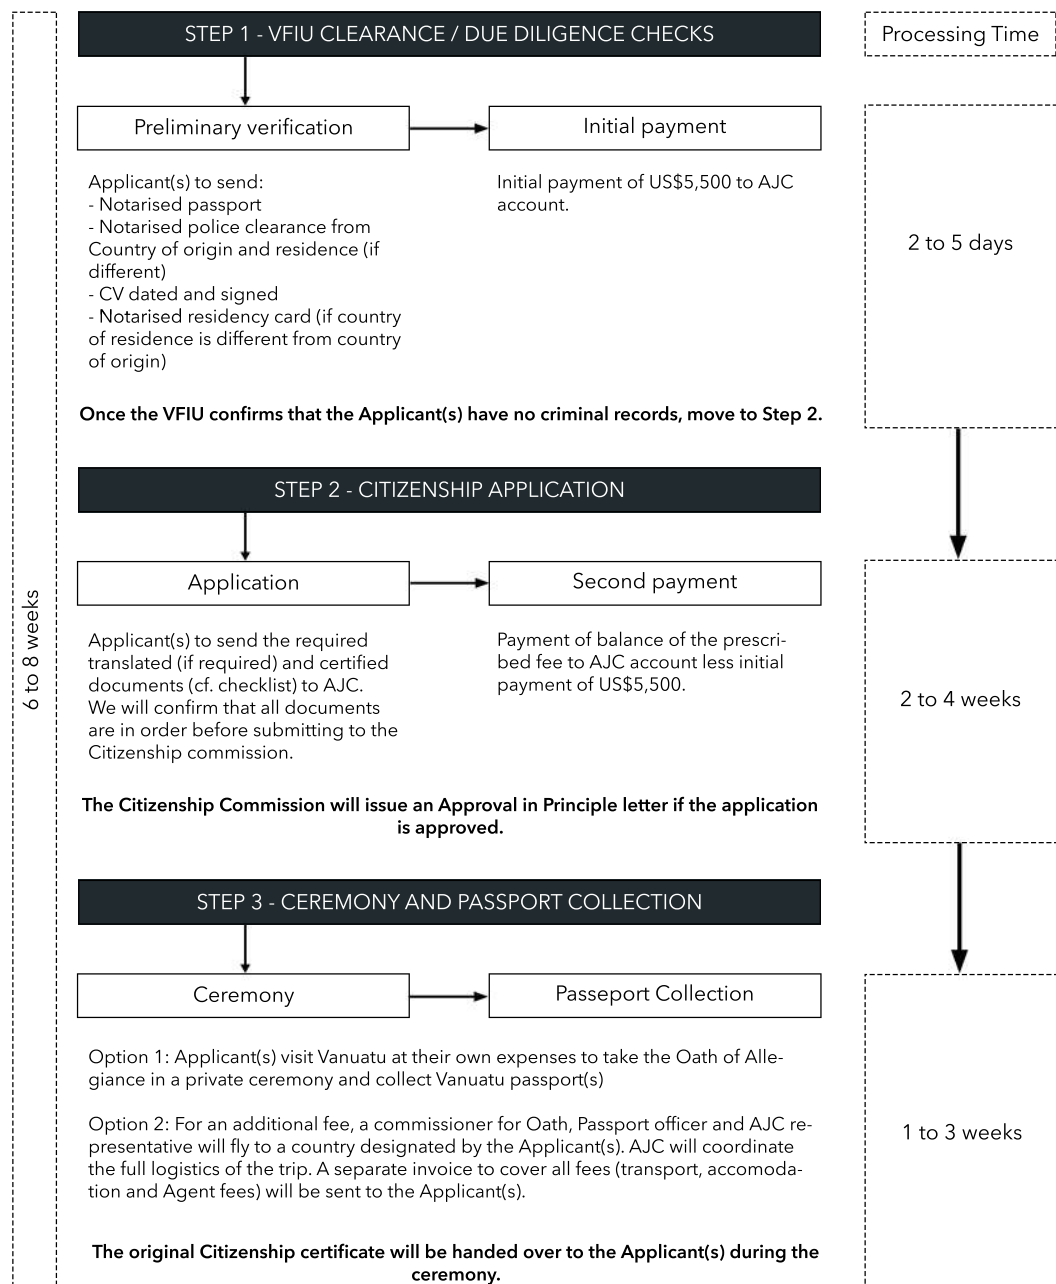 STEP 1 - VFIU CLEARANCE / DUE DILIGENCE CHECKS
Processing Time
Preliminary verification
Initial payment
Applicant(s) to send:
- Notarised passport
- Notarised police clearance from
Country of origin and residence (if
different)
- CV dated and signed
- Notarised residency card (if country
of residence is different from country
of origin)
Initial payment of US$5,500 to AJC
account.
2 to 5 days
Once the VFIU confirms that the Applicant(s) have no criminal records, move to Step 2.
STEP 2 - CITIZENSHIP APPLICATION
Application
Second payment
Applicant(s) to send the required
translated (if required) and certified
documents (cf. checklist) to AJC.
We will confirm that all documents
are in order before submitting to the
Citizenship commission.
Payment of balance of the prescri-
bed fee to AJC account less initial
payment of US$5,500.
2 to 4 weeks
6 to 8 weeks
The Citizenship Commission will issue an Approval in Principle letter if the application
is approved.
STEP 3 - CEREMONY AND PASSPORT COLLECTION
Ceremony
Passeport Collection
Option 1: Applicant(s) visit Vanuatu at their own expenses to take the Oath of Alle-
giance in a private ceremony and collect Vanuatu passport(s)
Option 2: For an additional fee, a commissioner for Oath, Passport officer and AJC re-
presentative will fly to a country designated by the Applicant(s). AJC will coordinate
the full logistics of the trip. A separate invoice to cover all fees (transport, accomoda-
tion and Agent fees) will be sent to the Applicant(s).
1 to 3 weeks
The original Citizenship certificate will be handed over to the Applicant(s) during the
ceremony.